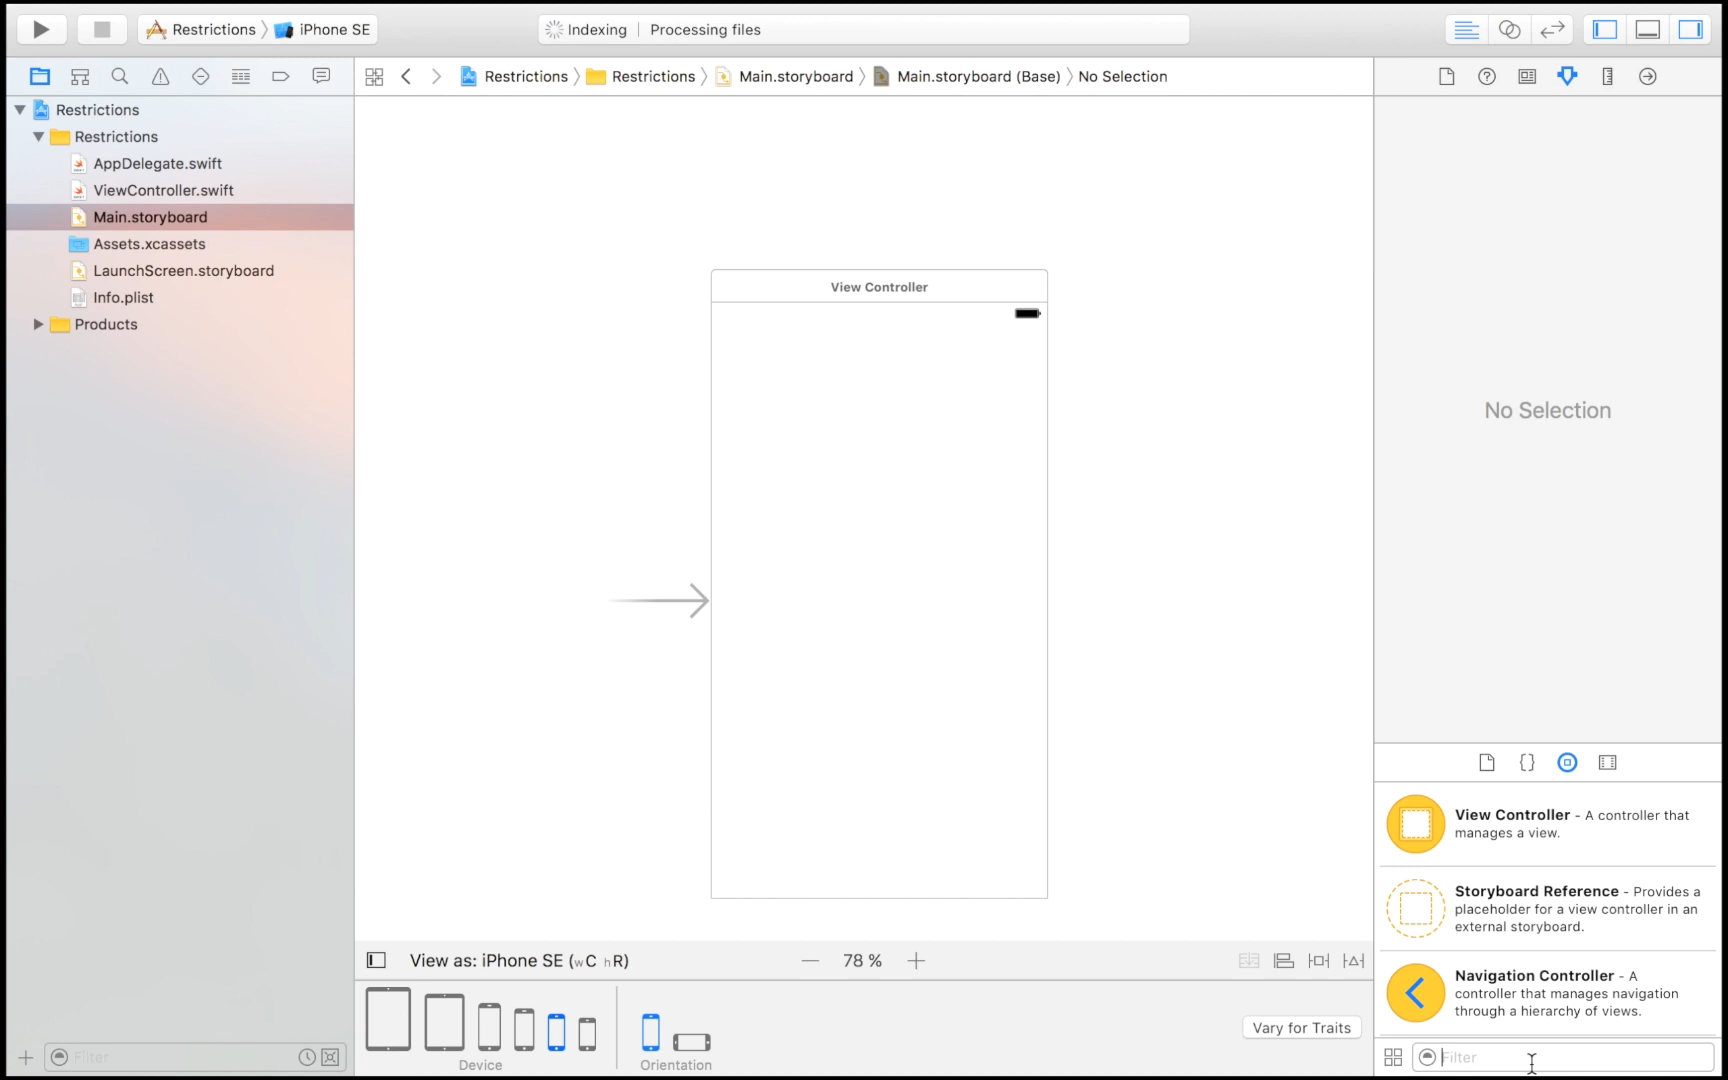 Restrictions 〉 iPhone SE
Indexing | Processing files
Restrictions 〉 Restrictions 〉 Main.storyboard 〉 Main.storyboard (Base) 〉 No Selection
Restrictions
Restrictions
AppDelegate.swift
ViewController.swift
Main.storyboard
Assets.xcassets
LaunchScreen.storyboard
Info.plist
Products
View Controller
No Selection
View Controller - A controller that
manages a view.
Storyboard Reference - Provides a
placeholder for a view controller in an
external storyboard.
Navigation Controller - A
controller that manages navigation
through a hierarchy of views.
View as: iPhone SE (wC hR)
— 78 % +
Vary for Traits
Device
Orientation
Filter
Filter